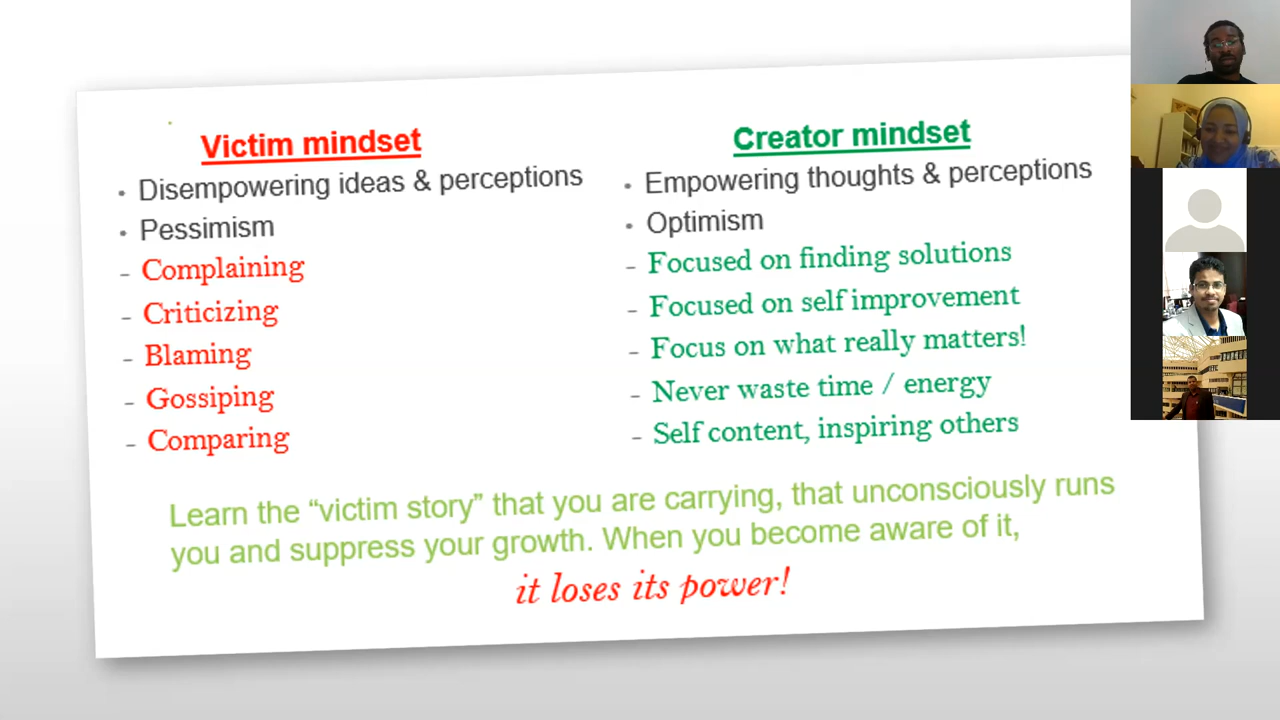 Victim mindset
Disempowering ideas & perceptions
Pessimism
- Complaining
- Criticizing
- Blaming
- Gossiping
- Comparing
Creator mindset
Empowering thoughts & perceptions
Optimism
- Focused on finding solutions
- Focused on self improvement
- Focus on what really matters!
- Never waste time / energy
- Self content, inspiring others
Learn the “victim story” that you are carrying, that unconsciously runs
you and suppress your growth. When you become aware of it,
it loses its power!